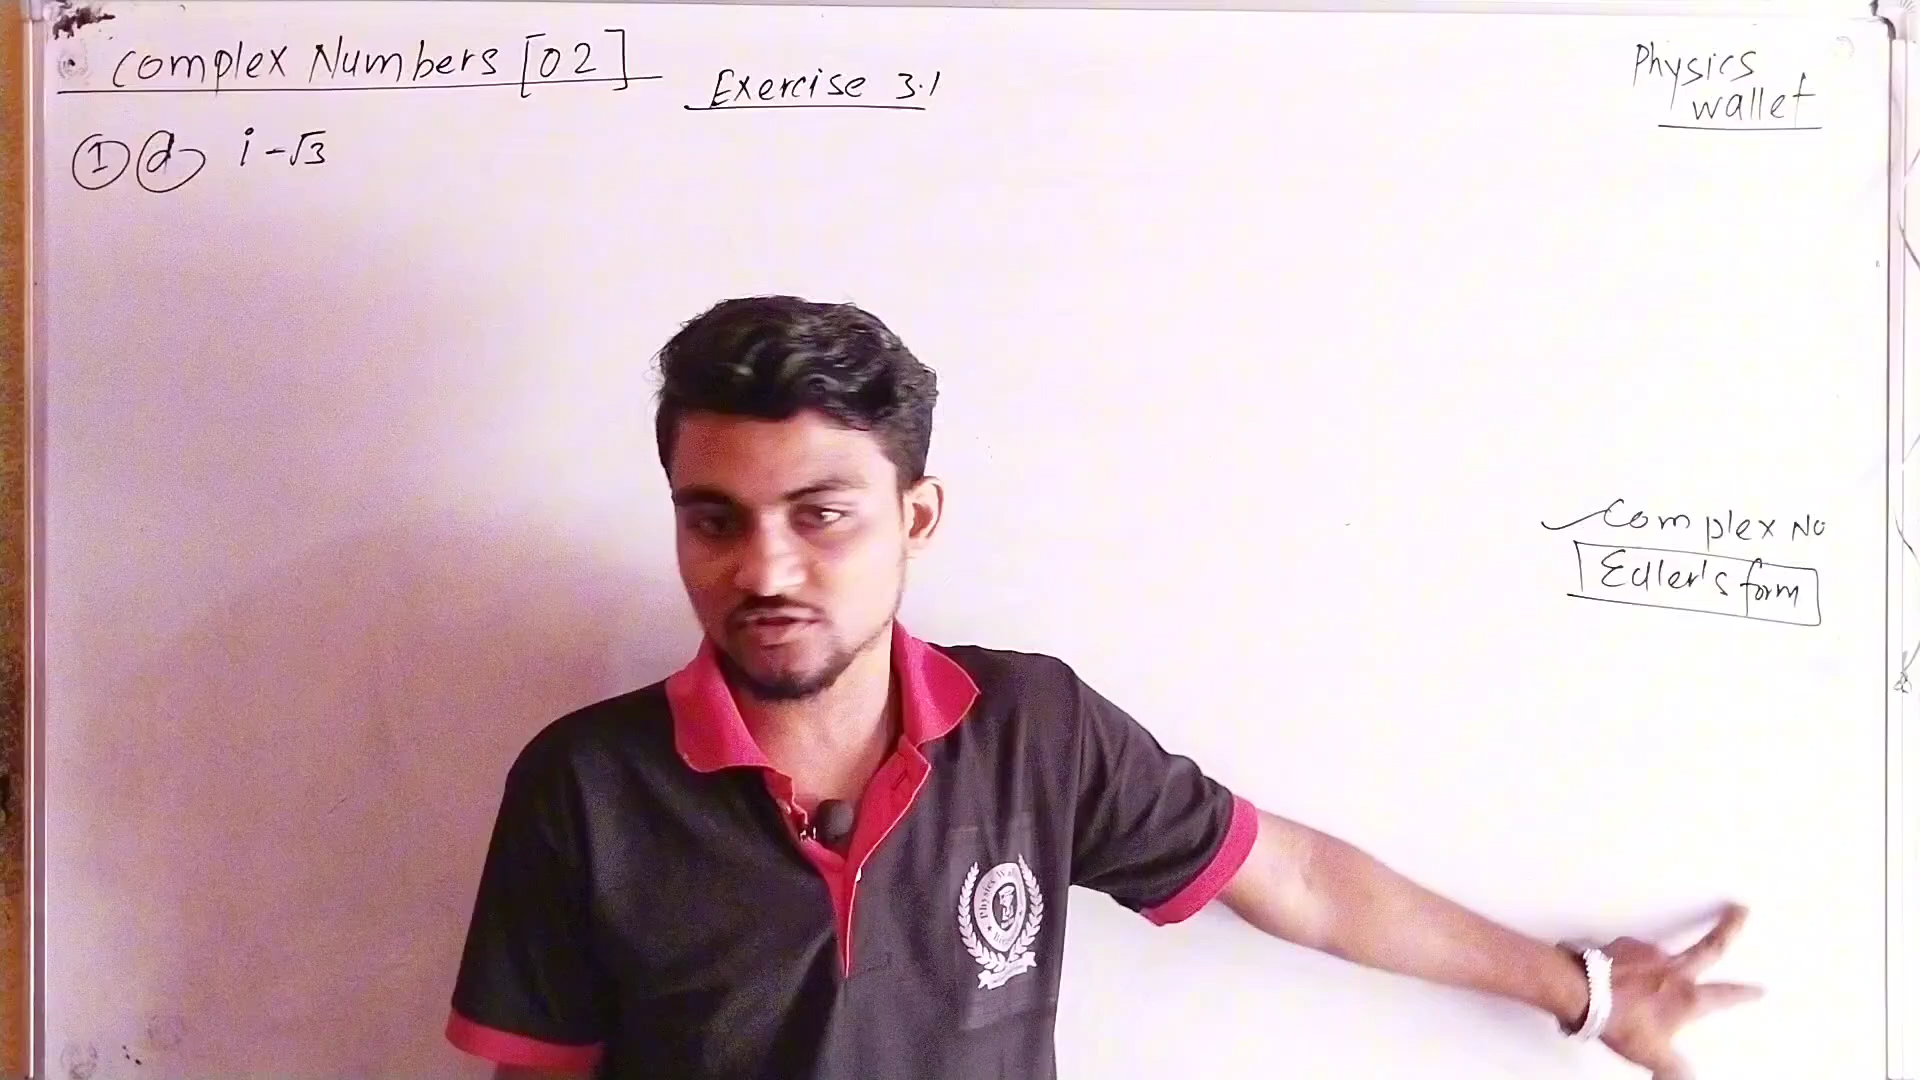 Complex Numbers [02]
Exercise 3.1
Physics
wallet
1 d i-√3
Complex No
Euler's form